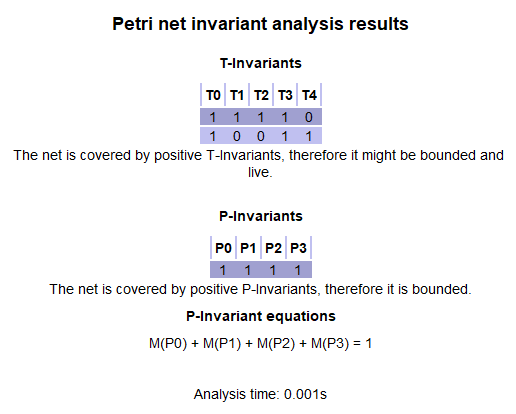 Petri net invariant analysis results
T-Invariants
T0 T1 T2 T3 T4
1 1 1 1 0
1 0 0 1 1
The net is covered by positive T-Invariants, therefore it might be bounded and
live.
P-Invariants
P0 P1 P2 P3
1 1 1 1
The net is covered by positive P-Invariants, therefore it is bounded.
P-Invariant equations
M(P0) + M(P1) + M(P2) + M(P3) = 1
Analysis time: 0.001s